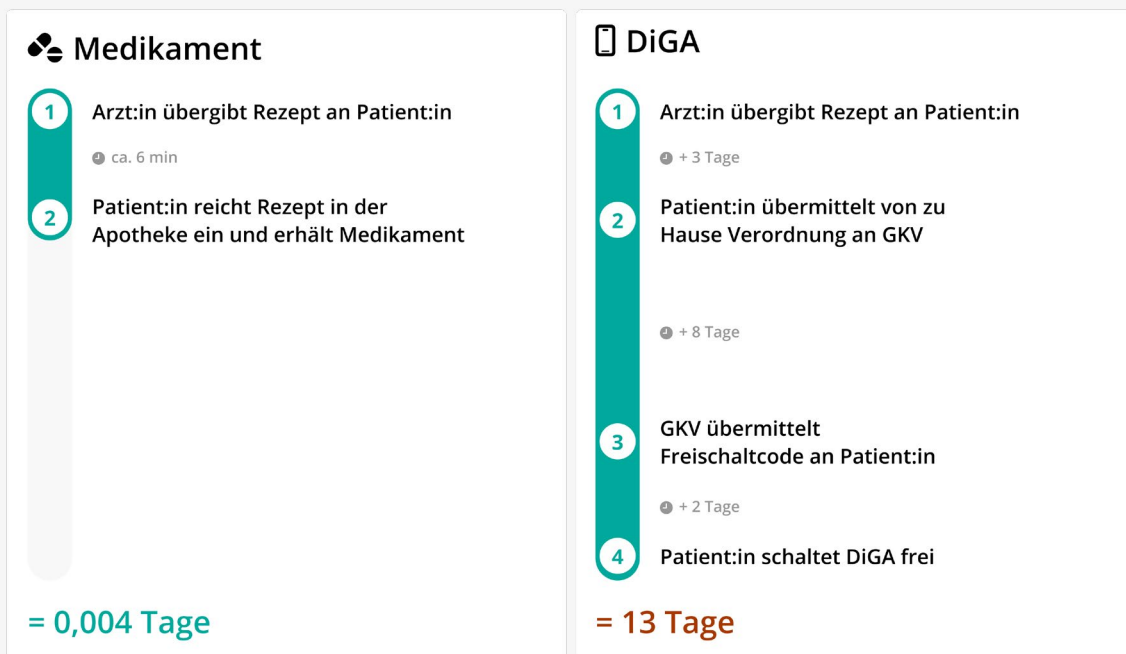 Medikament
1
Arzt:in übergibt Rezept an Patient:in
ca. 6 min
2
Patient:in reicht Rezept in der
Apotheke ein und erhält Medikament
= 0,004 Tage
DiGA
1
Arzt:in übergibt Rezept an Patient:in
+ 3 Tage
2
Patient:in übermittelt von zu
Hause Verordnung an GKV
+ 8 Tage
3
GKV übermittelt
Freischaltcode an Patient:in
+ 2 Tage
4
Patient:in schaltet DiGA frei
= 13 Tage